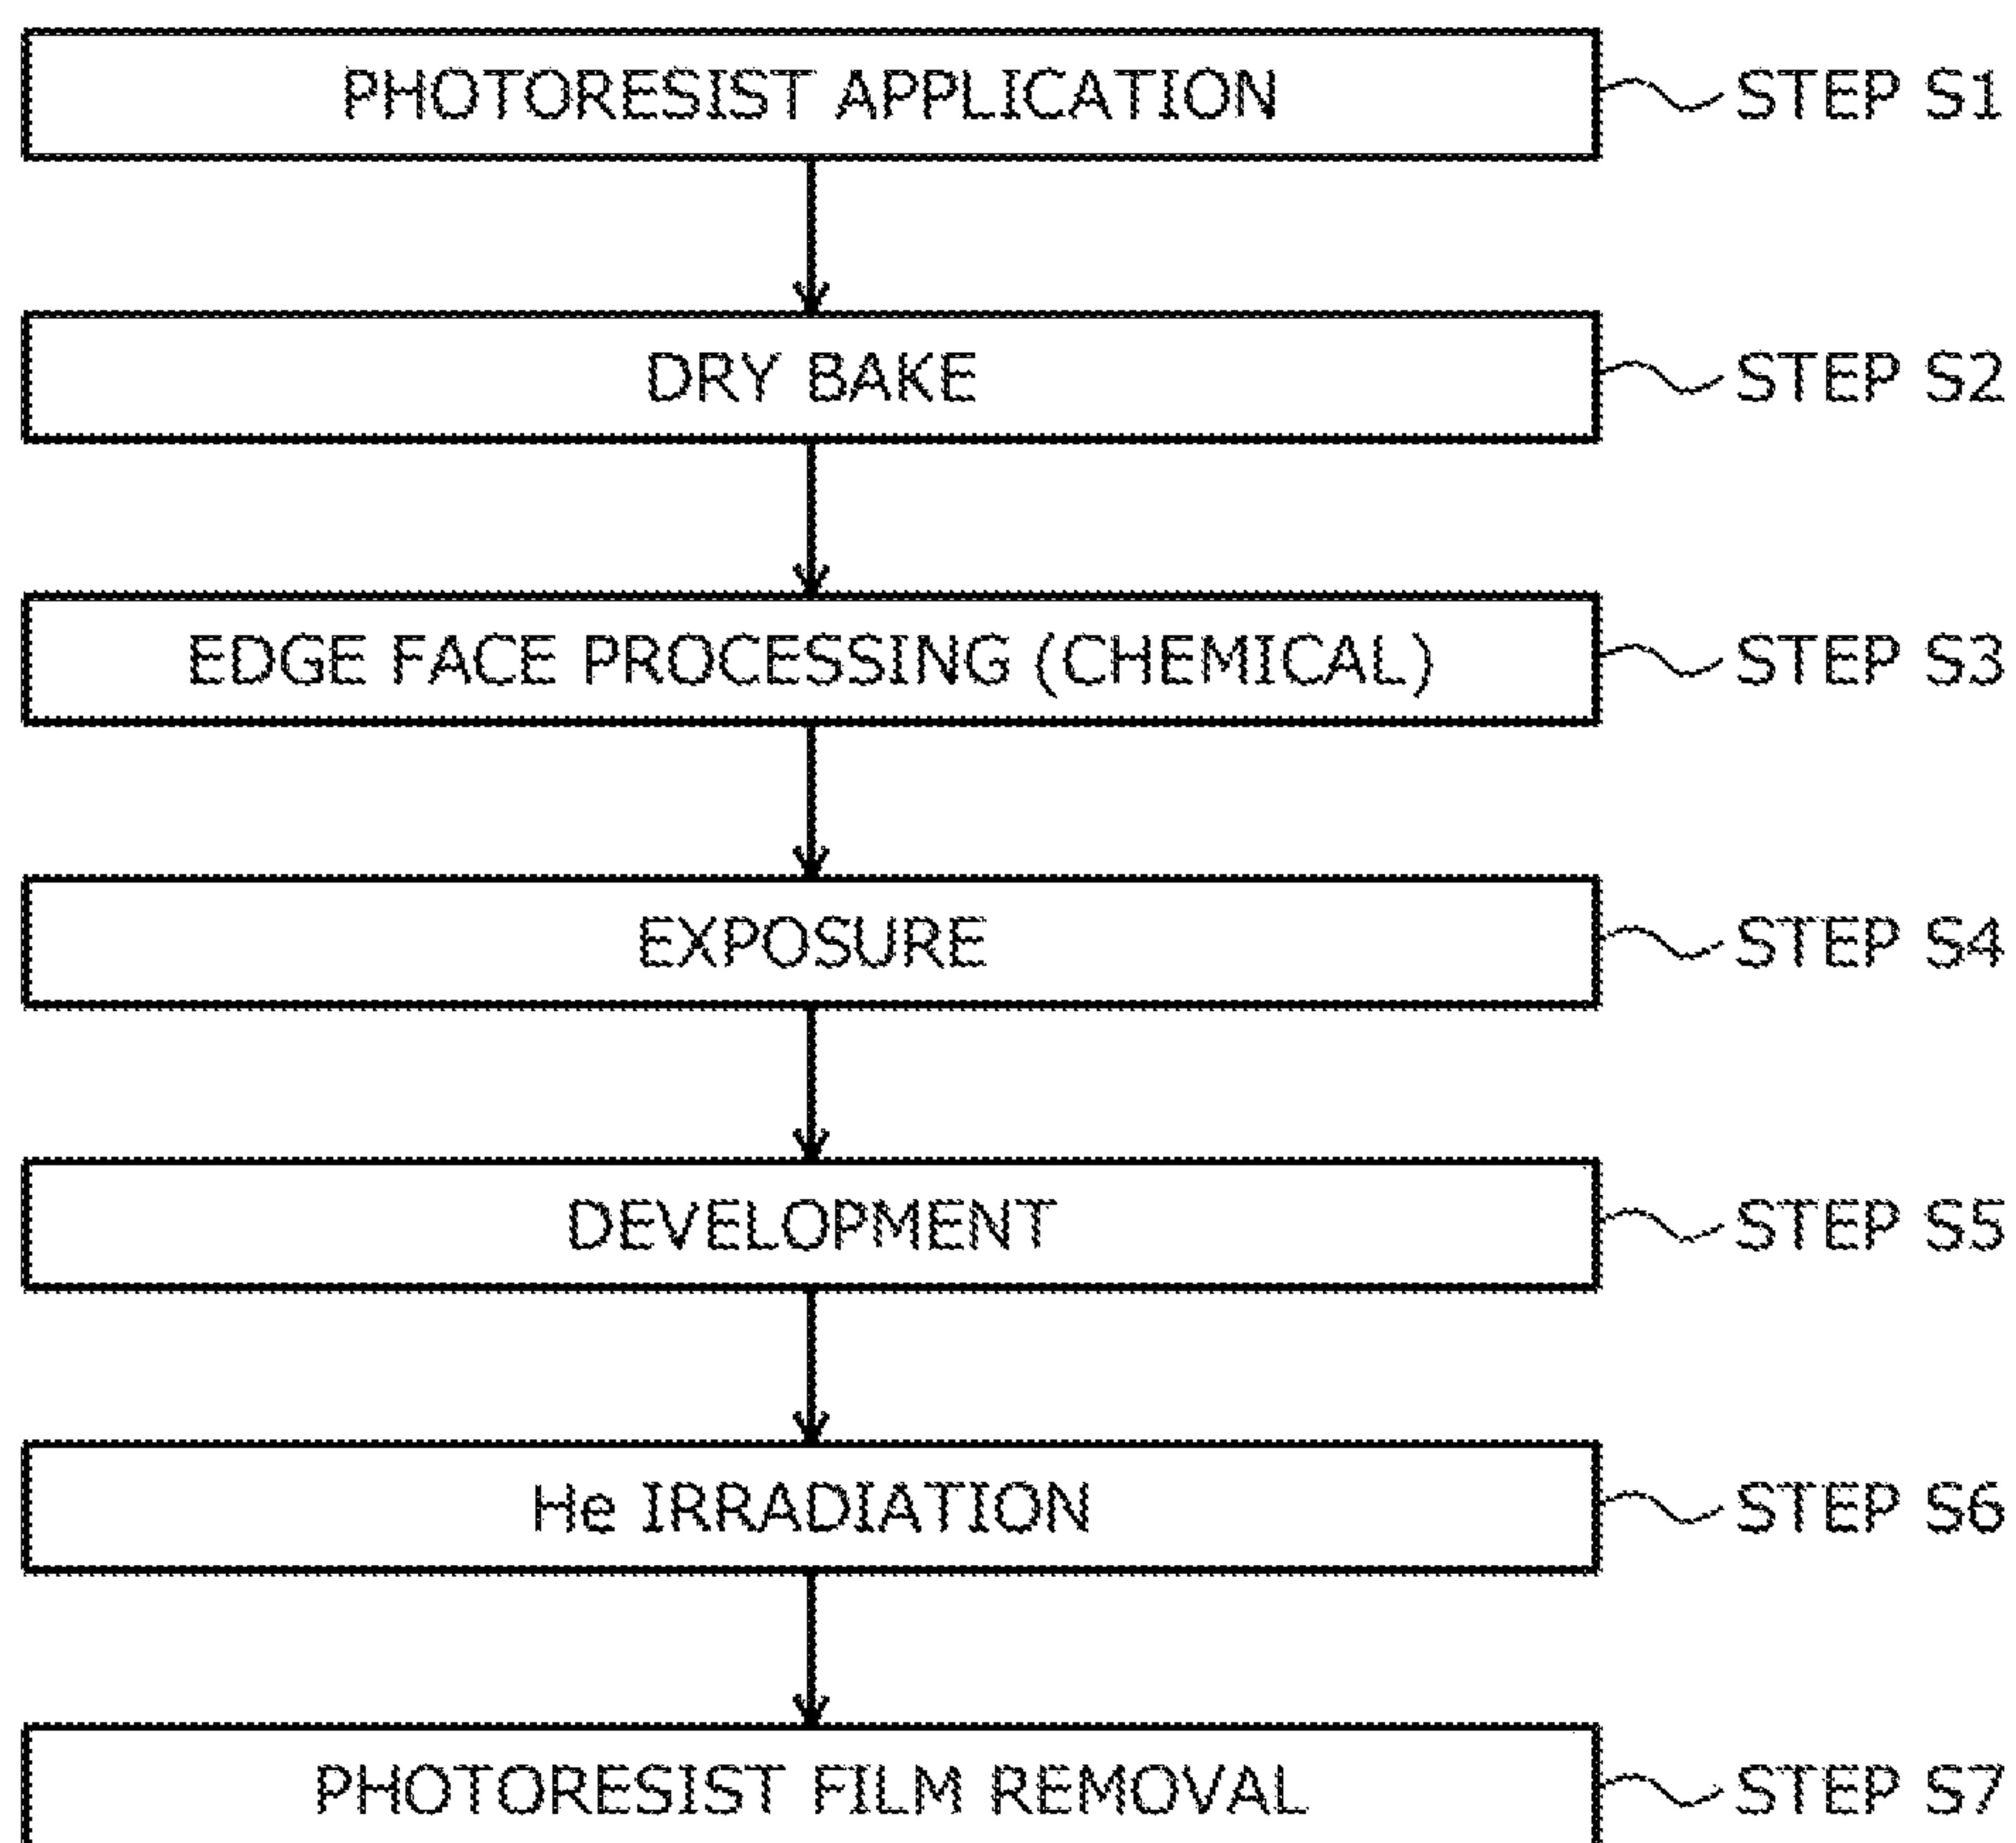 PHOTORESIST APPLICATION STEP S1
DRY BAKE STEP S2
EDGE FACE PROCESSING (CHEMICAL) STEP S3
EXPOSURE STEP S4
DEVELOPMENT STEP S5
He IRRADIATION STEP S6
PHOTORESIST FILM REMOVAL STEP S7